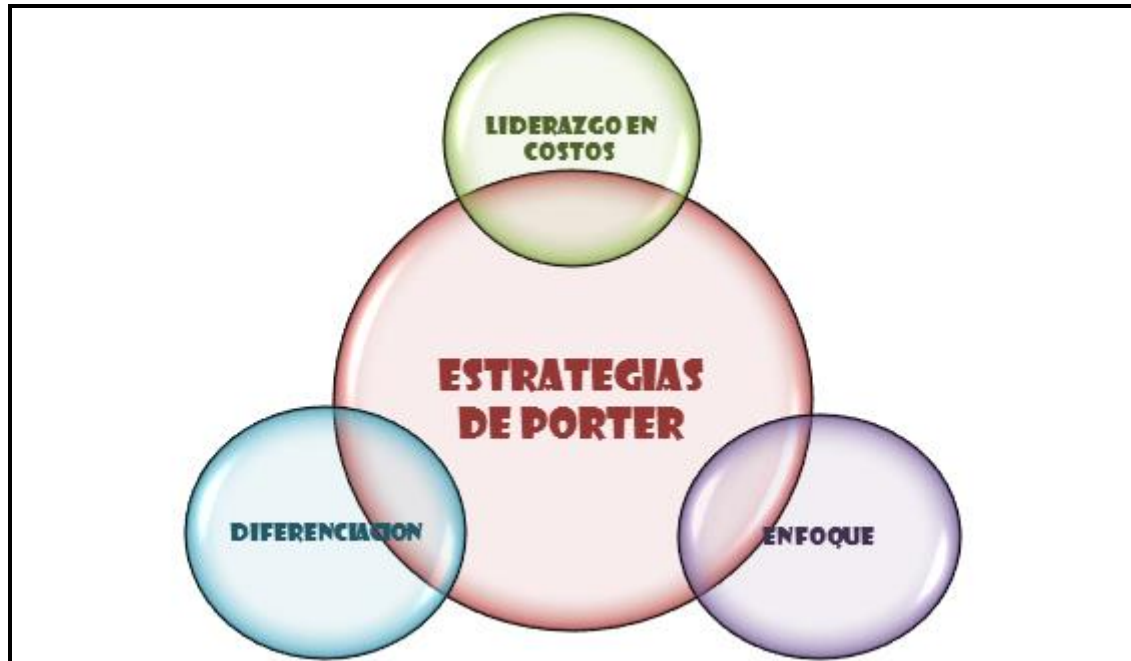 LIDERAZGO EN
COSTOS
ESTRATEGIAS
DE PORTER
DIFERENCIACION
ENFOQUE